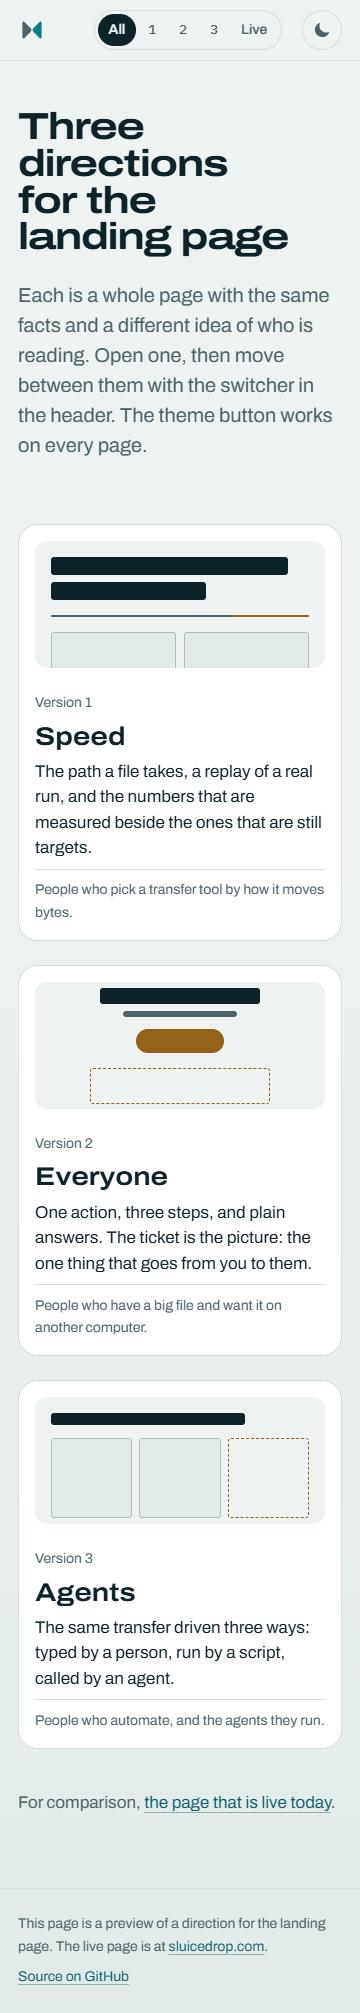 All 1 2 3 Live
Three
directions
for the
landing page
Each is a whole page with the same
facts and a different idea of who is
reading. Open one, then move
between them with the switcher in
the header. The theme button works
on every page.
Version 1
Speed
The path a file takes, a replay of a real
run, and the numbers that are
measured beside the ones that are still
targets.
People who pick a transfer tool by how it moves
bytes.
Version 2
Everyone
One action, three steps, and plain
answers. The ticket is the picture: the
one thing that goes from you to them.
People who have a big file and want it on
another computer.
Version 3
Agents
The same transfer driven three ways:
typed by a person, run by a script,
called by an agent.
People who automate, and the agents they run.
For comparison, the page that is live today.
This page is a preview of a direction for the landing
page. The live page is at sluicedrop.com.
Source on GitHub